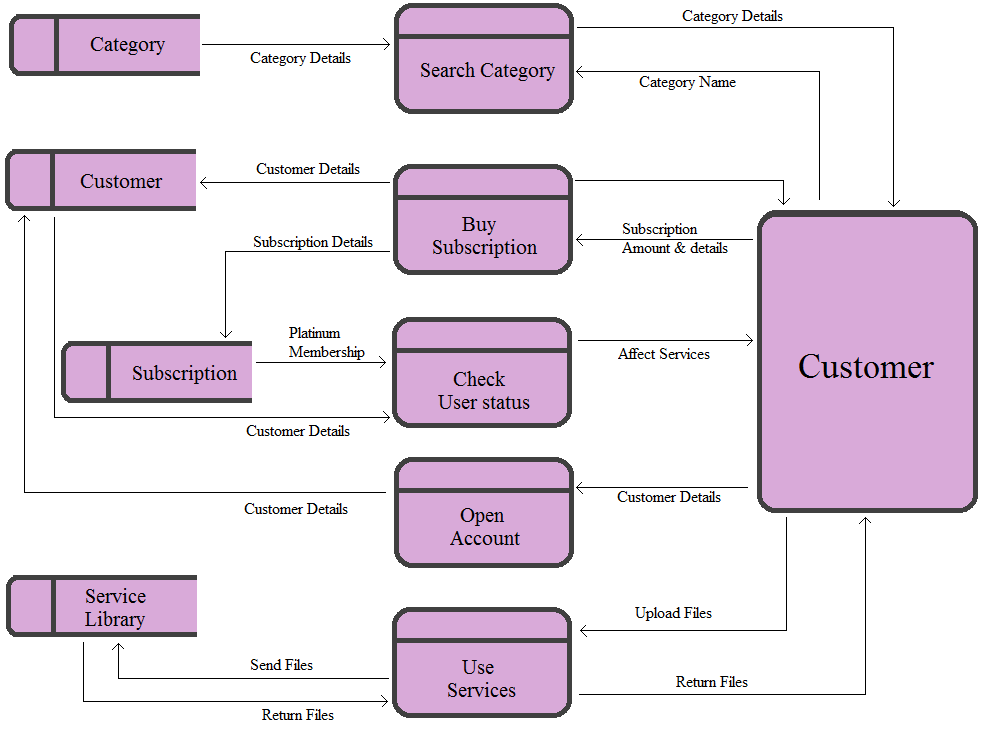 Category Details
Category
Category Details
Search Category
Category Name
Customer
Customer Details
Buy
Subscription
Subscription
Amount & details
Subscription Details
Platinum
Membership
Subscription
Check
User status
Affect Services
Customer
Customer Details
Customer Details
Customer Details
Open
Account
Service
Library
Upload Files
Send Files
Use
Services
Return Files
Return Files